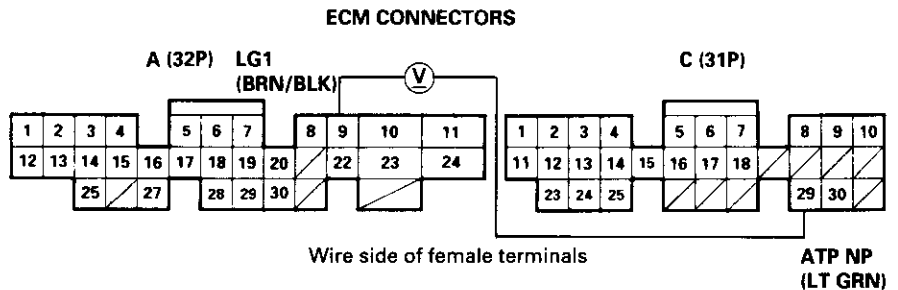 ECM CONNECTORS
A (32P) LG1 (BRN/BLK)
V
C (31P)
1 2 3 4 5 6 7 8 9 10 11
12 13 14 15 16 17 18 19 20 22 23 24
25 27 28 29 30
1 2 3 4 5 6 7 8 9 10
11 12 13 14 15 16 17 18
23 24 25 29 30
Wire side of female terminals
ATP NP
(LT GRN)